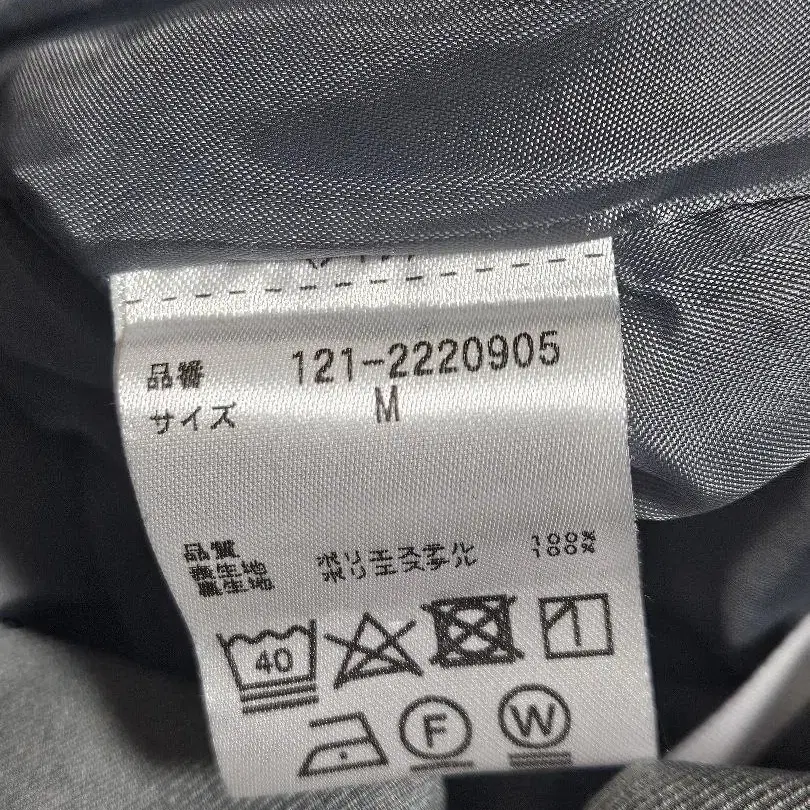 品番 121-2220905
サイズ M
品質
表生地 ポリエステル 100%
裏生地 ポリエステル 100%
40
F W